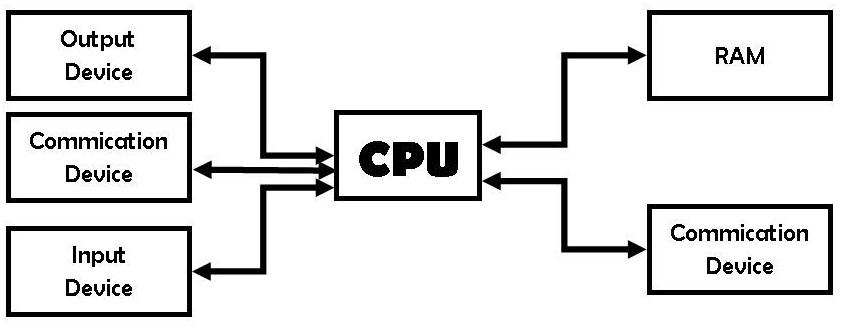 Output
Device
Commication
Device
Input
Device
CPU
RAM
Commication
Device